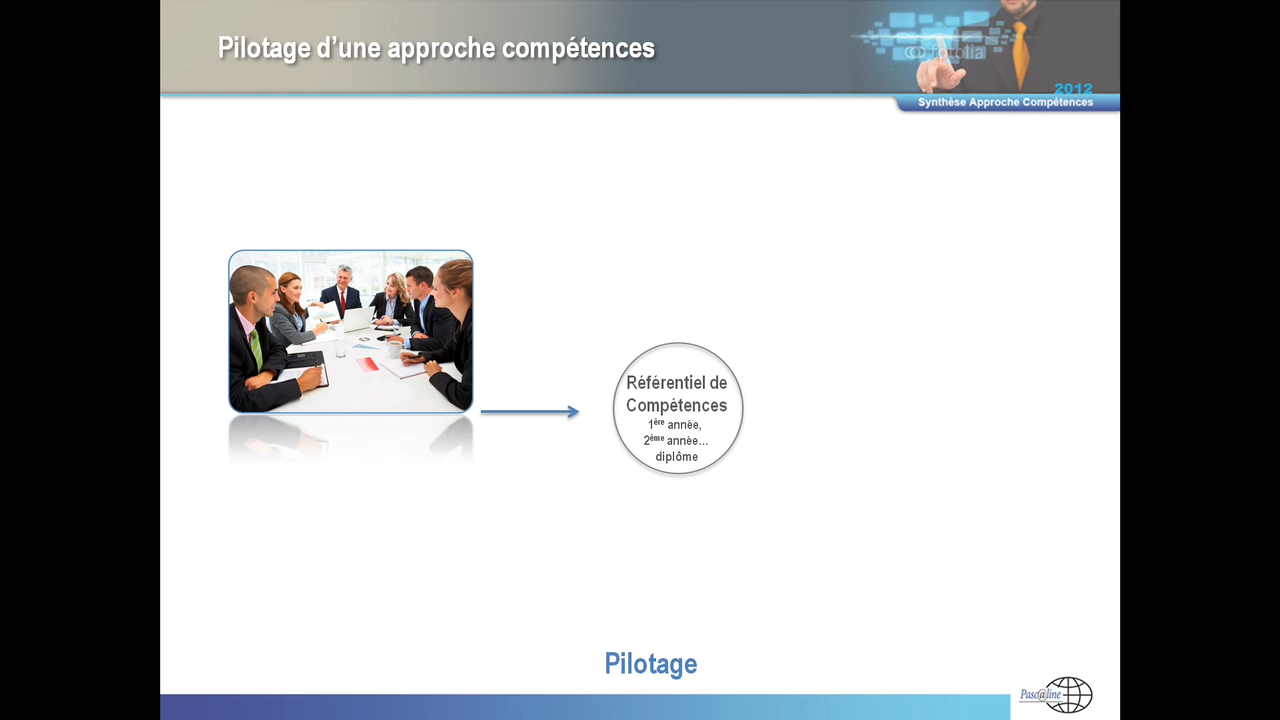 Pilotage d'une approche compétences
fotolia
2012
Synthèse Approche Compétences
Référentiel de
Compétences
1ère année,
2ème année...
diplôme
Pilotage
Pasc@line